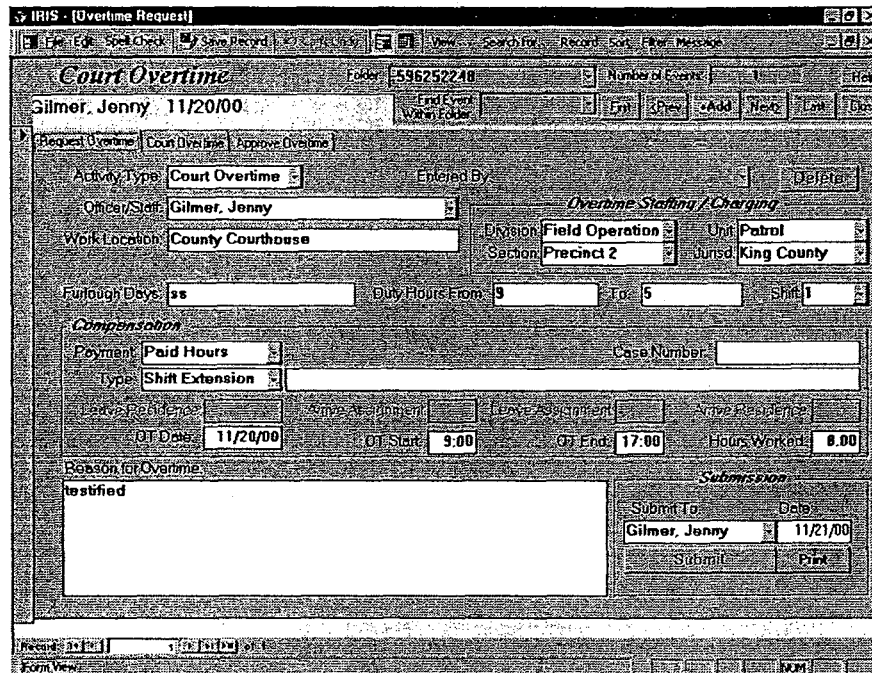 IRIS - [Overtime Request]
File Edit Spell Check Save Record Undo View Search For.. Record Sort Filter Message
Court Overtime Folder: -596252248 Number of Events: 1
Gilmer, Jenny 11/20/00 Find Event Within Folder: First <Prev +Add Next> Last
Request Overtime Court Overtime Approve Overtime
Activity Type: Court Overtime Entered By: Delete
Officer/Staff: Gilmer, Jenny Overtime Staffing / Charging
Work Location: County Courthouse Division: Field Operation Unit: Patrol
Section: Precinct 2 Jurisd: King County
Furlough Days: ss Duty Hours From: 9 To: 5 Shift: 1
Compensation
Payment: Paid Hours Case Number:
Type: Shift Extension
Leave Residence Arrive Assignment Leave Assignment Arrive Residence
OT Date: 11/20/00 OT Start: 9:00 OT End: 17:00 Hours Worked: 8.00
Reason for Overtime: Submission
testified
Submit To: Date
Gilmer, Jenny 11/21/00
Submit Print
Record: 1 of 1
Form View NUM